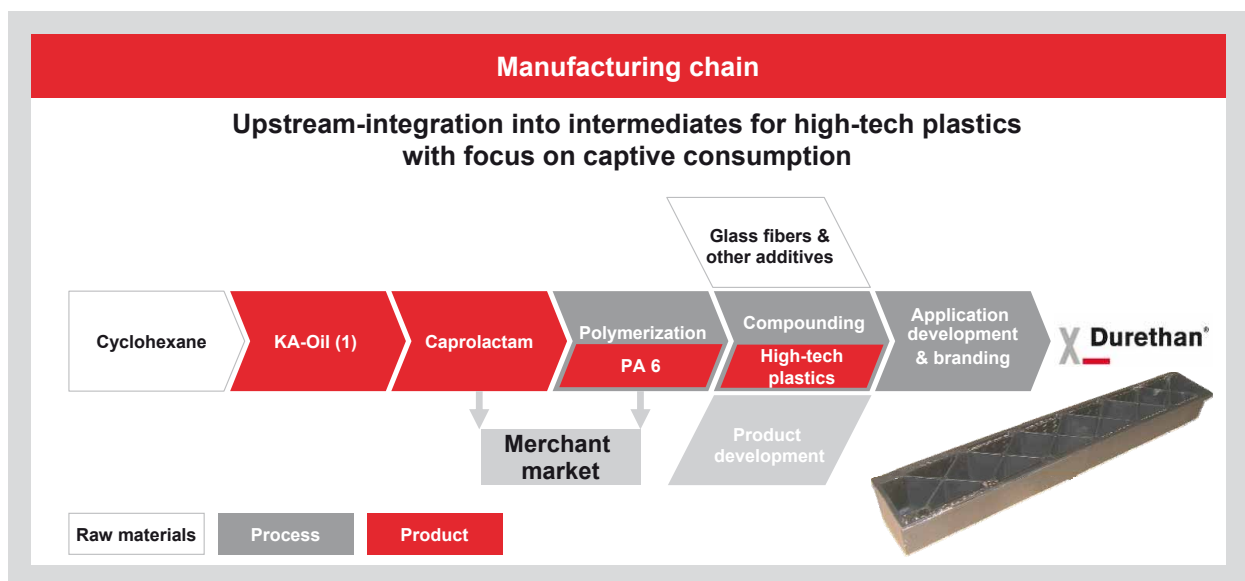 Manufacturing chain
Upstream-integration into intermediates for high-tech plastics
with focus on captive consumption
Glass fibers &
other additives
Cyclohexane
KA-Oil (1)
Caprolactam
Polymerization
PA 6
Compounding
High-tech
plastics
Application
development
& branding
Durethan®
Merchant
market
Product
development
Raw materials
Process
Product